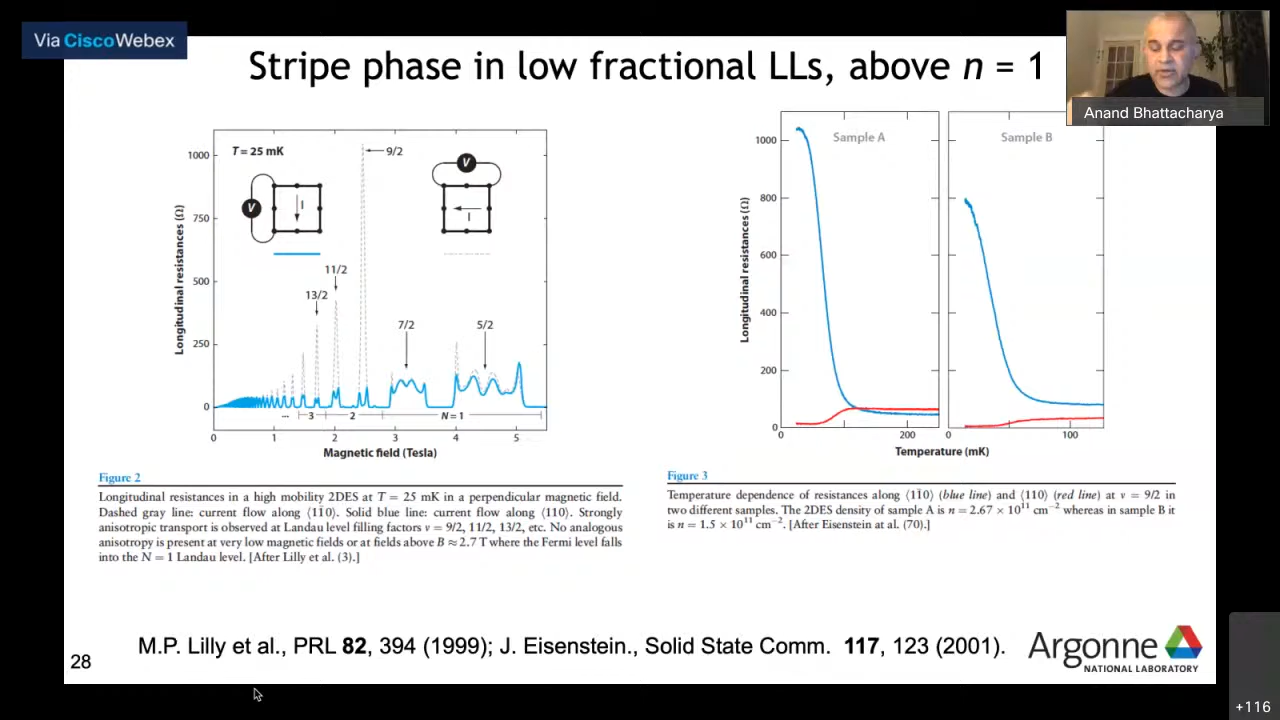 Via Cisco Webex
Stripe phase in low fractional LLs, above n = 1
Anand Bhattacharya
T = 25 mK
9/2
V
I
V
I
11/2
13/2
7/2
5/2
1000
750
500
250
0
Longitudinal resistances (Ω)
...
3
2
N = 1
0
1
2
3
4
5
Magnetic field (Tesla)
Sample A
Sample B
1000
800
600
400
200
0
Longitudinal resistances (Ω)
0
200
0
100
Temperature (mK)
Figure 2
Longitudinal resistances in a high mobility 2DES at T = 25 mK in a perpendicular magnetic field.
Dashed gray line: current flow along ⟨11̄0⟩. Solid blue line: current flow along ⟨110⟩. Strongly
anisotropic transport is observed at Landau level filling factors ν = 9/2, 11/2, 13/2, etc. No analogous
anisotropy is present at very low magnetic fields or at fields above B ≈ 2.7 T where the Fermi level falls
into the N = 1 Landau level. [After Lilly et al. (3).]
Figure 3
Temperature dependence of resistances along ⟨11̄0⟩ (blue line) and ⟨110⟩ (red line) at ν = 9/2 in
two different samples. The 2DES density of sample A is n = 2.67 × 10¹¹ cm⁻² whereas in sample B it
is n = 1.5 × 10¹¹ cm⁻². [After Eisenstein et al. (70).]
M.P. Lilly et al., PRL 82, 394 (1999); J. Eisenstein., Solid State Comm. 117, 123 (2001).
28
Argonne
NATIONAL LABORATORY
+116